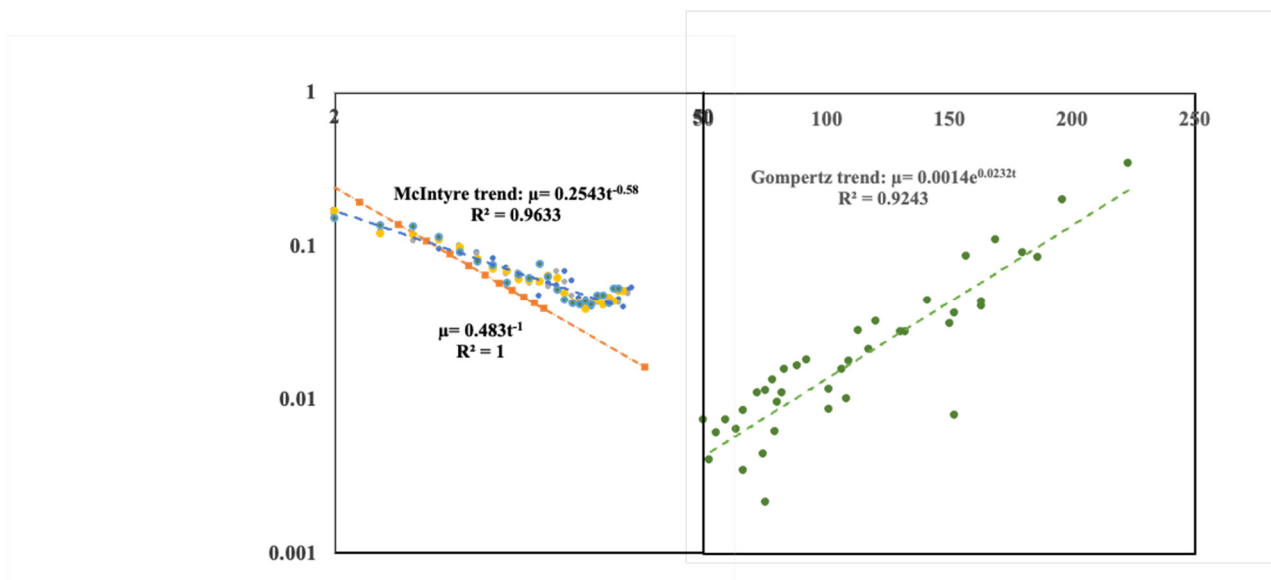 1
2
50
100
150
200
250
McIntyre trend: µ= 0.2543t⁻⁰·⁵⁸
R² = 0.9633
Gompertz trend: µ= 0.0014e⁰·⁰²³²ᵗ
R² = 0.9243
0.1
µ= 0.483t⁻¹
R² = 1
0.01
0.001